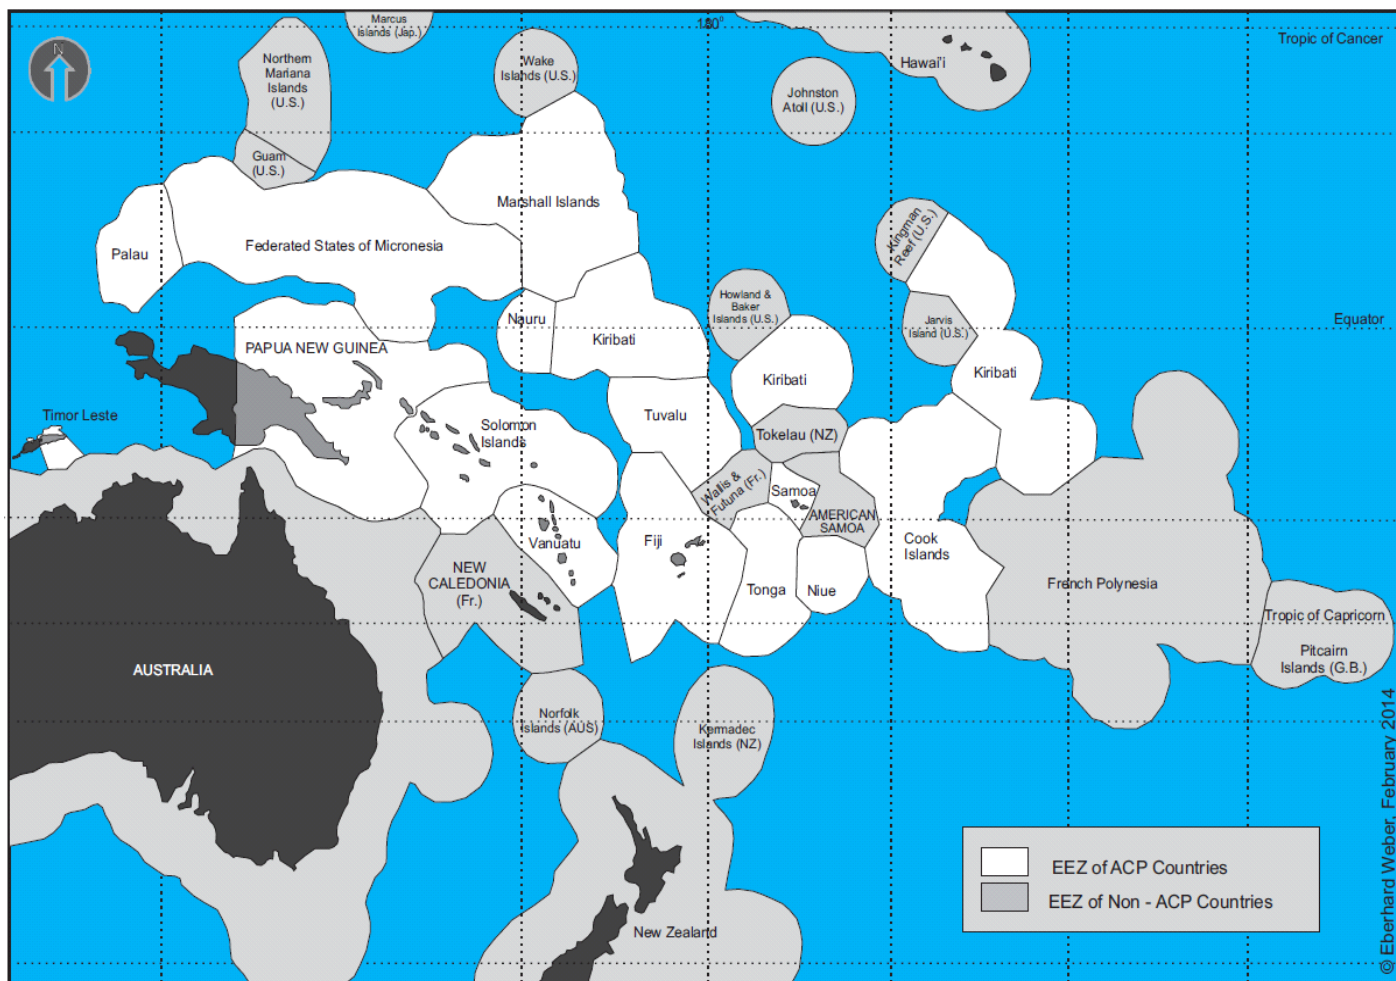 Marcus
Islands (Jap.)
180⁰
N
Tropic of Cancer
Northern
Mariana
Islands
(U.S.)
Wake
Islands (U.S.)
Hawai'i
Johnston
Atoll (U.S.)
Guam
(U.S.)
Marshall Islands
Kingman
Reef (U.S.)
Palau
Federated States of Micronesia
Howland &
Baker
Islands (U.S.)
Nauru
Jarvis
Island (U.S.)
Equator
PAPUA NEW GUINEA
Kiribati
Kiribati
Kiribati
Timor Leste
Solomon
Islands
Tuvalu
Tokelau (NZ)
Wallis &
Futuna (Fr.)
Samoa
AMERICAN
SAMOA
Vanuatu
Fiji
Cook
Islands
NEW
CALEDONIA
(Fr.)
Tonga
Niue
French Polynesia
Tropic of Capricorn
Pitcairn
Islands (G.B.)
AUSTRALIA
Norfolk
Islands (AUS)
Kermadec
Islands (NZ)
New Zealand
EEZ of ACP Countries
EEZ of Non - ACP Countries
© Eberhard Weber, February 2014